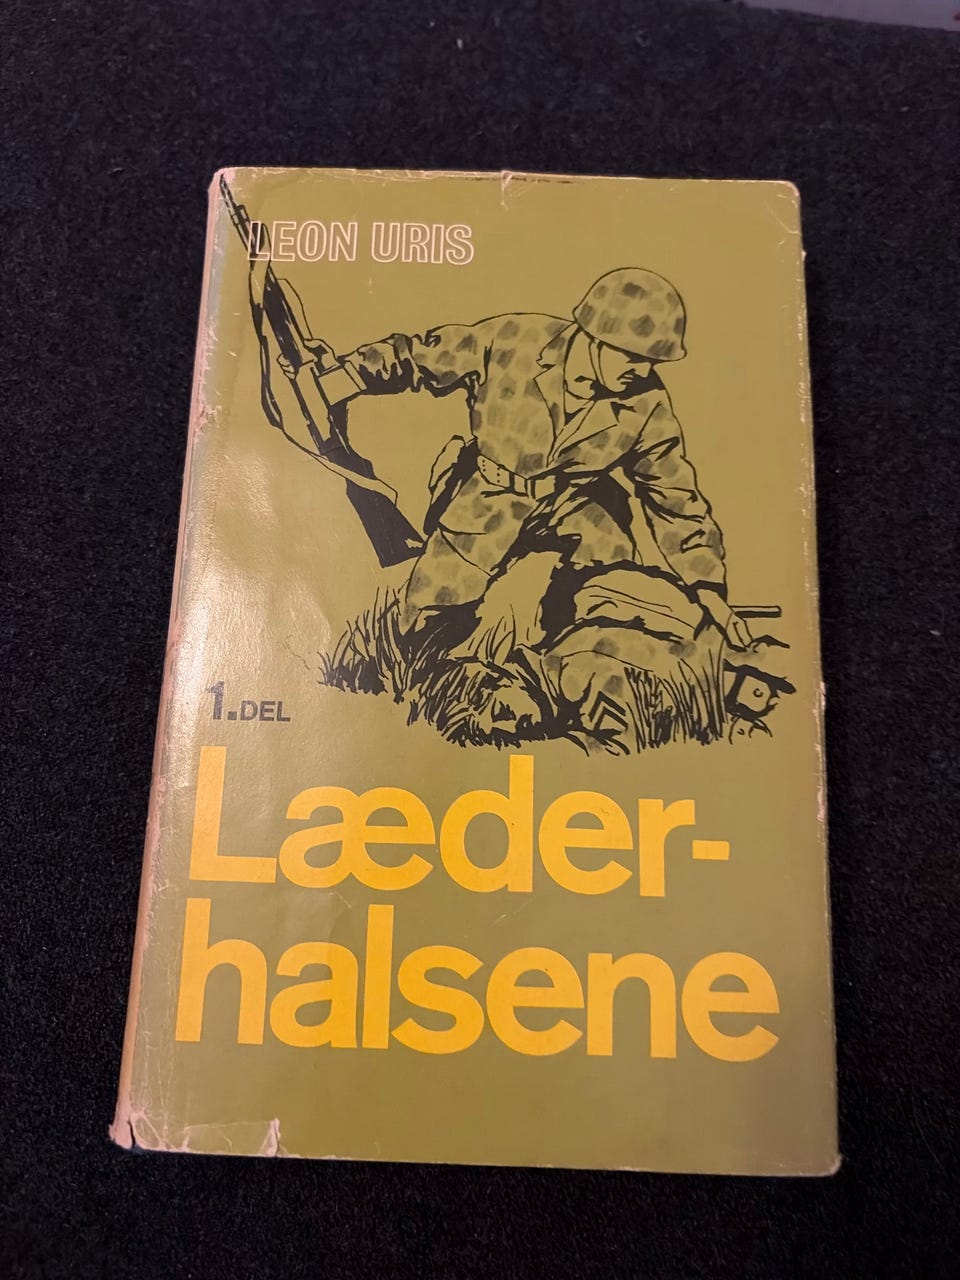 LEON URIS
1. DEL
Læder-
halsene